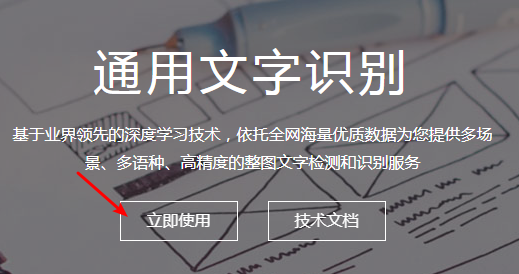 通用文字识别
基于业界领先的深度学习技术，依托全网海量优质数据为您提供多场
景、多语种、高精度的整图文字检测和识别服务
立即使用
技术文档